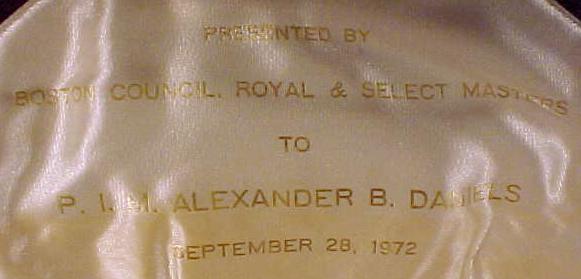 PRESENTED BY
BOSTON COUNCIL, ROYAL & SELECT MASTERS
TO
P. I. M. ALEXANDER B. DANIELS
SEPTEMBER 28, 1972